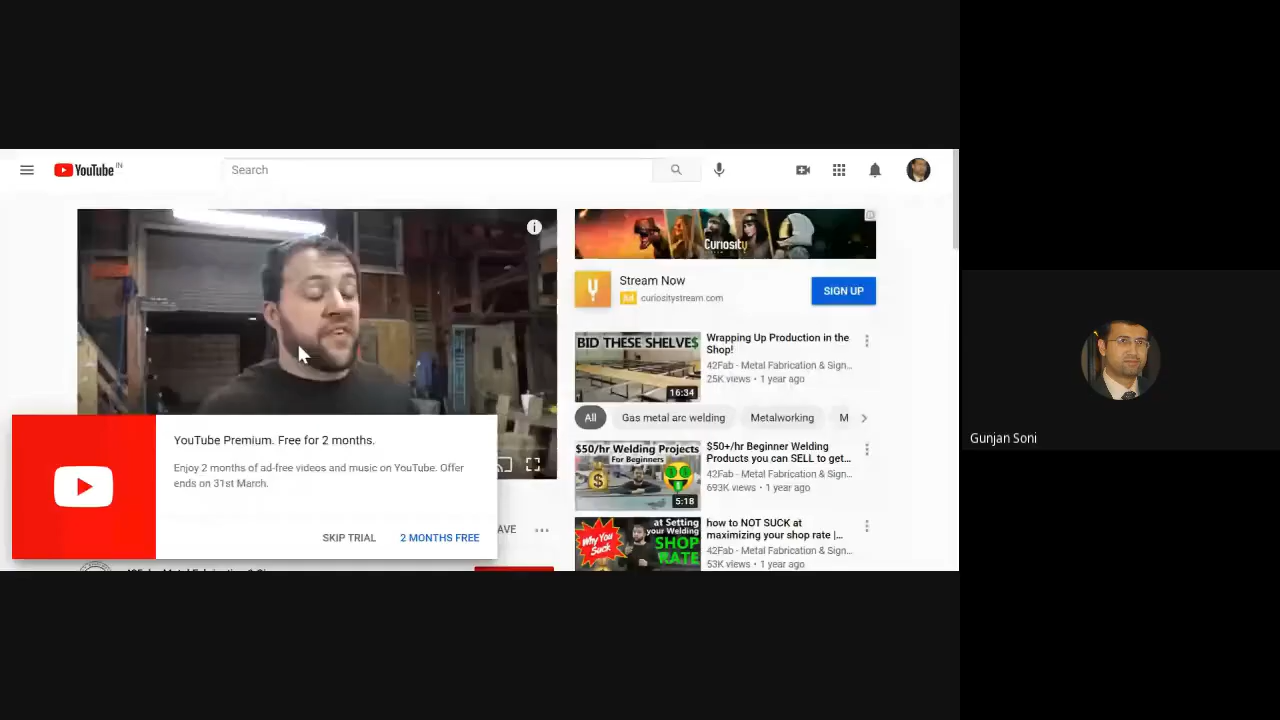 YouTube IN
Search
Curiosity
Stream Now
Ad curiositystream.com
SIGN UP
BID THESE SHELVE$
16:34
Wrapping Up Production in the
Shop!
42Fab - Metal Fabrication & Sign...
25K views • 1 year ago
All
Gas metal arc welding
Metalworking
M
$50/hr Welding Projects
For Beginners
5:18
$50+/hr Beginner Welding
Products you can SELL to get...
42Fab - Metal Fabrication & Sign...
693K views • 1 year ago
Why You
Suck
at Setting
your Welding
SHOP
RATE
how to NOT SUCK at
maximizing your shop rate |...
42Fab - Metal Fabrication & Sign...
53K views • 1 year ago
YouTube Premium. Free for 2 months.
Enjoy 2 months of ad-free videos and music on YouTube. Offer
ends on 31st March.
SKIP TRIAL
2 MONTHS FREE
AVE
Gunjan Soni